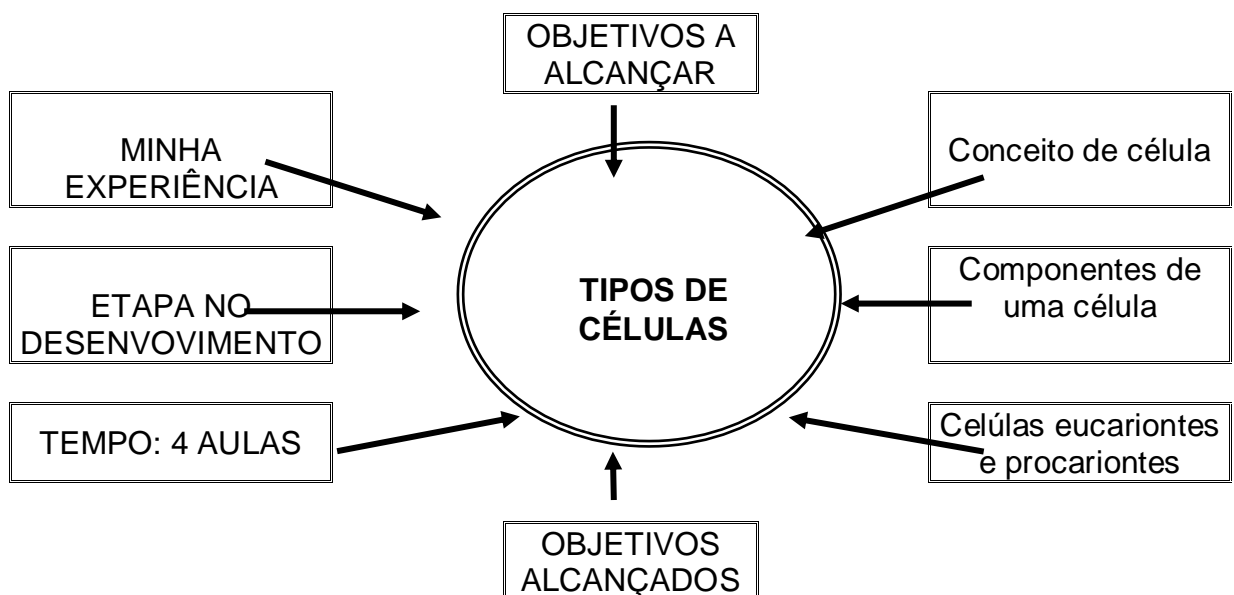 OBJETIVOS A
ALCANÇAR
MINHA
EXPERIÊNCIA
Conceito de célula
ETAPA NO
DESENVOVIMENTO
TIPOS DE
CÉLULAS
Componentes de
uma célula
TEMPO: 4 AULAS
Celúlas eucariontes
e procariontes
OBJETIVOS
ALCANÇADOS